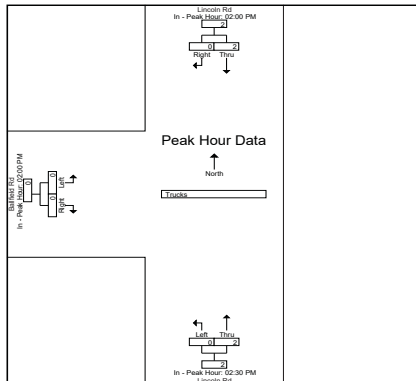 Lincoln Rd
In - Peak Hour: 02:00 PM
2
0 2
Right Thru
Peak Hour Data
North
Trucks
Ballfield Rd
In - Peak Hour: 02:00 PM
0
0 0
Left
Right
Left Thru
0 2
2
In - Peak Hour: 02:30 PM
Lincoln Rd